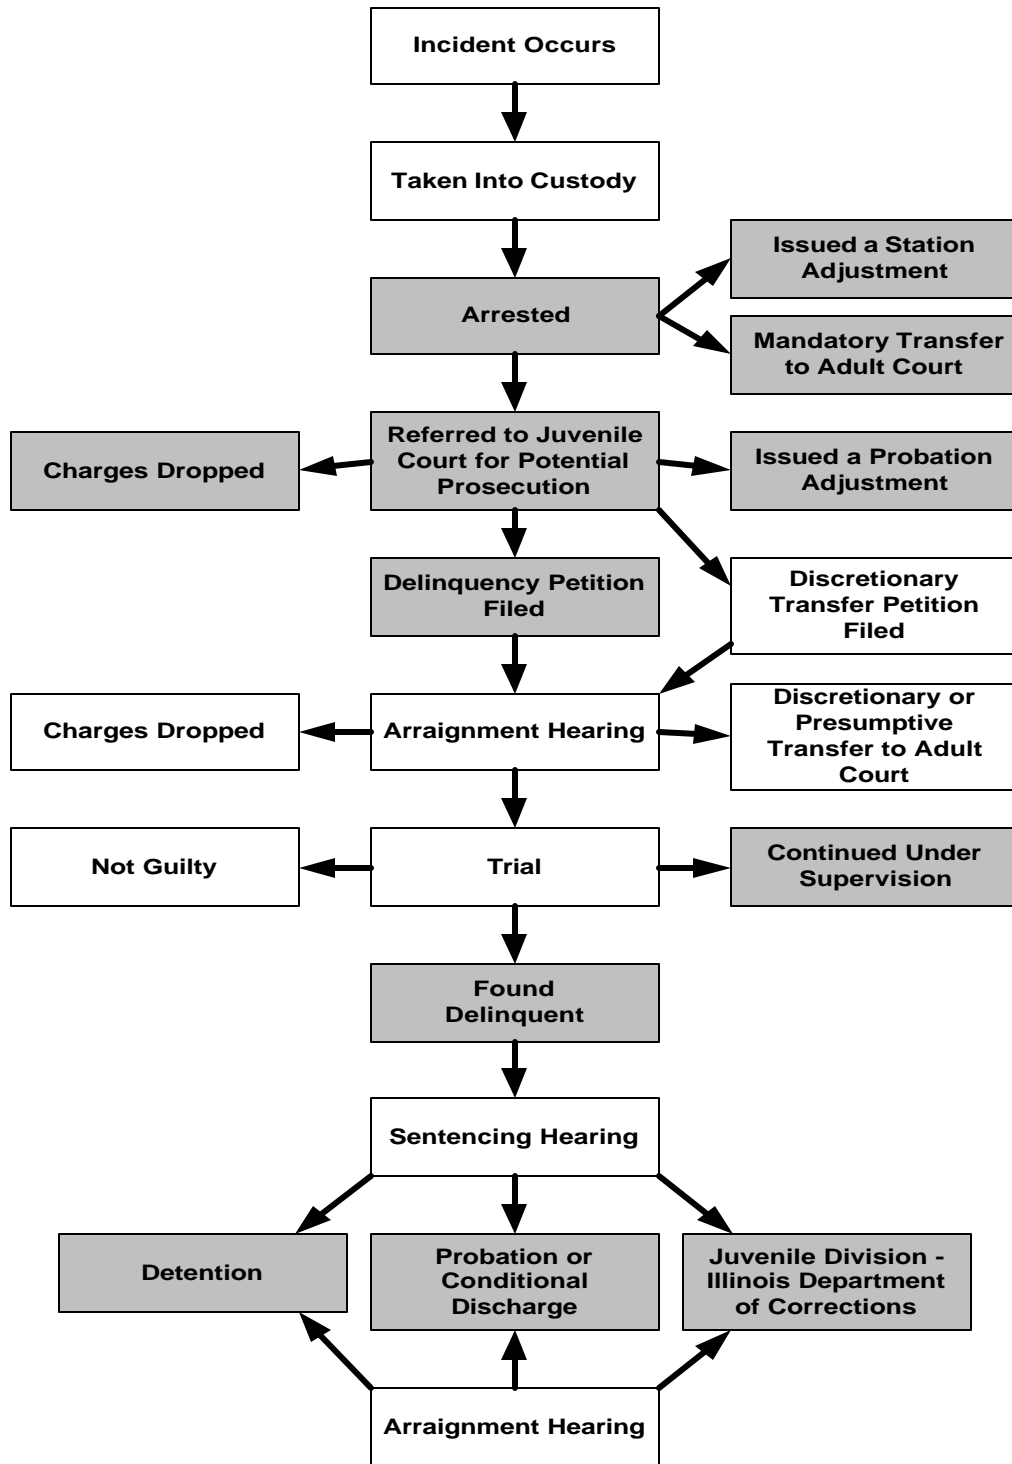 Incident Occurs
Taken Into Custody
Issued a Station
Adjustment
Arrested
Mandatory Transfer
to Adult Court
Charges Dropped
Referred to Juvenile
Court for Potential
Prosecution
Issued a Probation
Adjustment
Delinquency Petition
Filed
Discretionary
Transfer Petition
Filed
Charges Dropped
Arraignment Hearing
Discretionary or
Presumptive
Transfer to Adult
Court
Not Guilty
Trial
Continued Under
Supervision
Found
Delinquent
Sentencing Hearing
Detention
Probation or
Conditional
Discharge
Juvenile Division -
Illinois Department
of Corrections
Arraignment Hearing